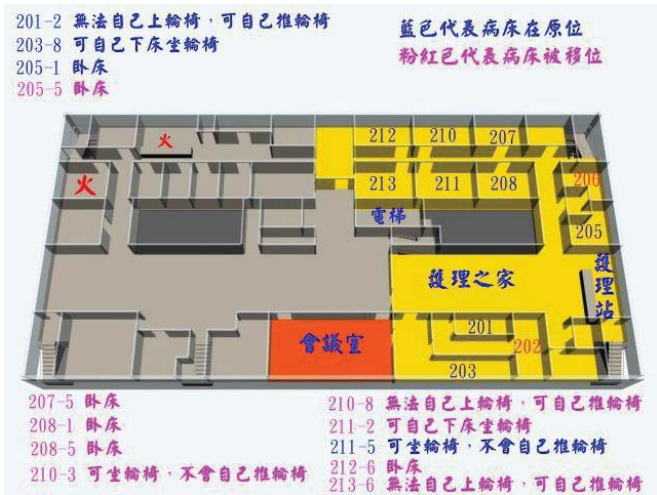 201-2 無法自己上輪椅，可自己推輪椅
203-8 可自己下床坐輪椅
205-1 臥床
205-5 臥床
藍色代表病床在原位
粉紅色代表病床被移位
火
212
210
207
火
213
211
208
206
電梯
205
護理之家
護理站
201
會議室
202
203
207-5 臥床
208-1 臥床
208-5 臥床
210-3 可坐輪椅，不會自己推輪椅
210-8 無法自己上輪椅，可自己推輪椅
211-2 可自己下床坐輪椅
211-5 可坐輪椅，不會自己推輪椅
212-6 臥床
213-6 無法自己上輪椅，可自己推輪椅